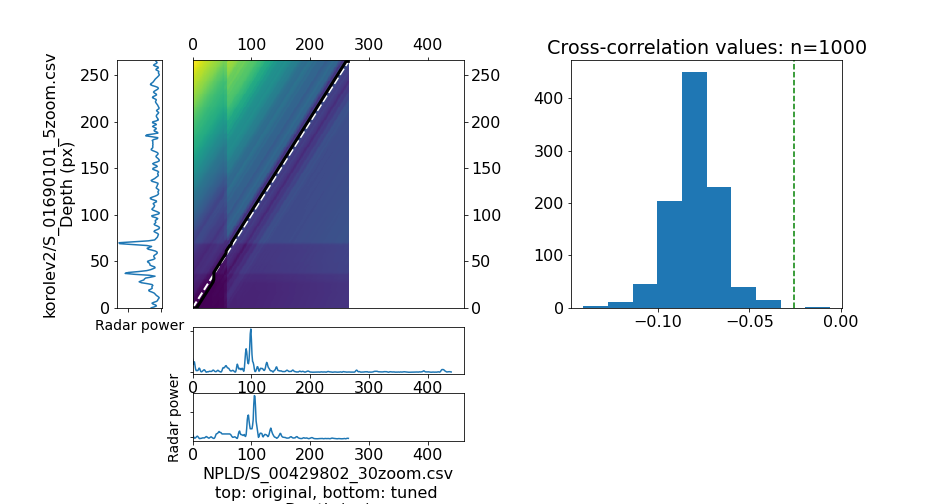 Cross-correlation values: n=1000
0 100 200 300 400
korolev2/S_01690101_5zoom.csv
Depth (px)
250
200
150
100
50
0
250
200
150
100
50
0
400
300
200
100
0
−0.10 −0.05 0.00
Radar power
0 100 200 300 400
Radar power
0 100 200 300 400
NPLD/S_00429802_30zoom.csv
top: original, bottom: tuned